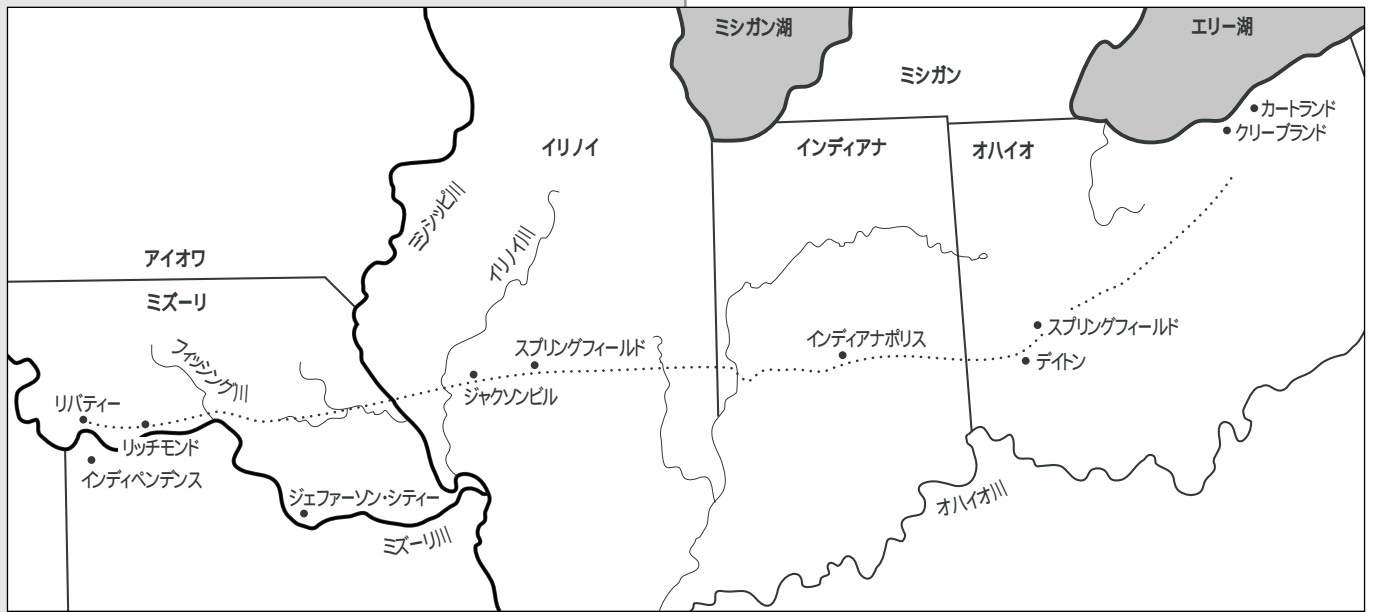 ミシガン湖
エリー湖
ミシガン
カートランド
クリーブランド
イリノイ
インディアナ
オハイオ
ミシシッピ川
イリノイ川
アイオワ
ミズーリ
フィッシング川
スプリングフィールド
インディアナポリス
スプリングフィールド
デイトン
ジャクソンビル
リバティー
リッチモンド
インディペンデンス
ジェファーソン・シティー
ミズーリ川
オハイオ川